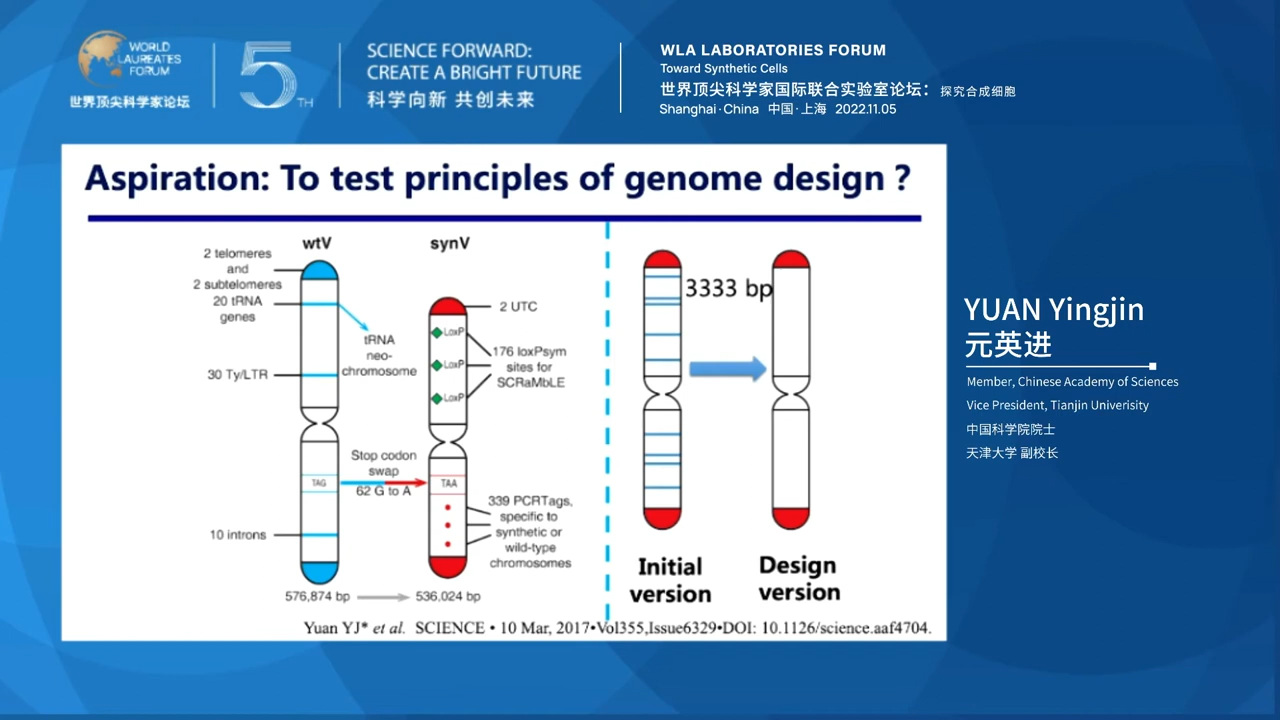 WORLD
LAUREATES
FORUM
世界顶尖科学家论坛
5TH
SCIENCE FORWARD:
CREATE A BRIGHT FUTURE
科学向新 共创未来
WLA LABORATORIES FORUM
Toward Synthetic Cells
世界顶尖科学家国际联合实验室论坛：探究合成细胞
Shanghai·China 中国·上海 2022.11.05
Aspiration: To test principles of genome design ?
wtV
2 telomeres
and
2 subtelomeres
20 tRNA
genes
tRNA
neo-
chromosome
30 Ty/LTR
Stop codon
swap
TAG
62 G to A
10 introns
576,874 bp
synV
2 UTC
LoxP
LoxP
LoxP
176 loxPsym
sites for
SCRaMbLE
TAA
339 PCRTags,
specific to
synthetic or
wild-type
chromosomes
536,024 bp
3333 bp
Initial
version
Design
version
Yuan YJ* et al. SCIENCE • 10 Mar, 2017•Vol355,Issue6329•DOI: 10.1126/science.aaf4704.
YUAN Yingjin
元英进
Member, Chinese Academy of Sciences
Vice President, Tianjin Univerisity
中国科学院院士
天津大学 副校长